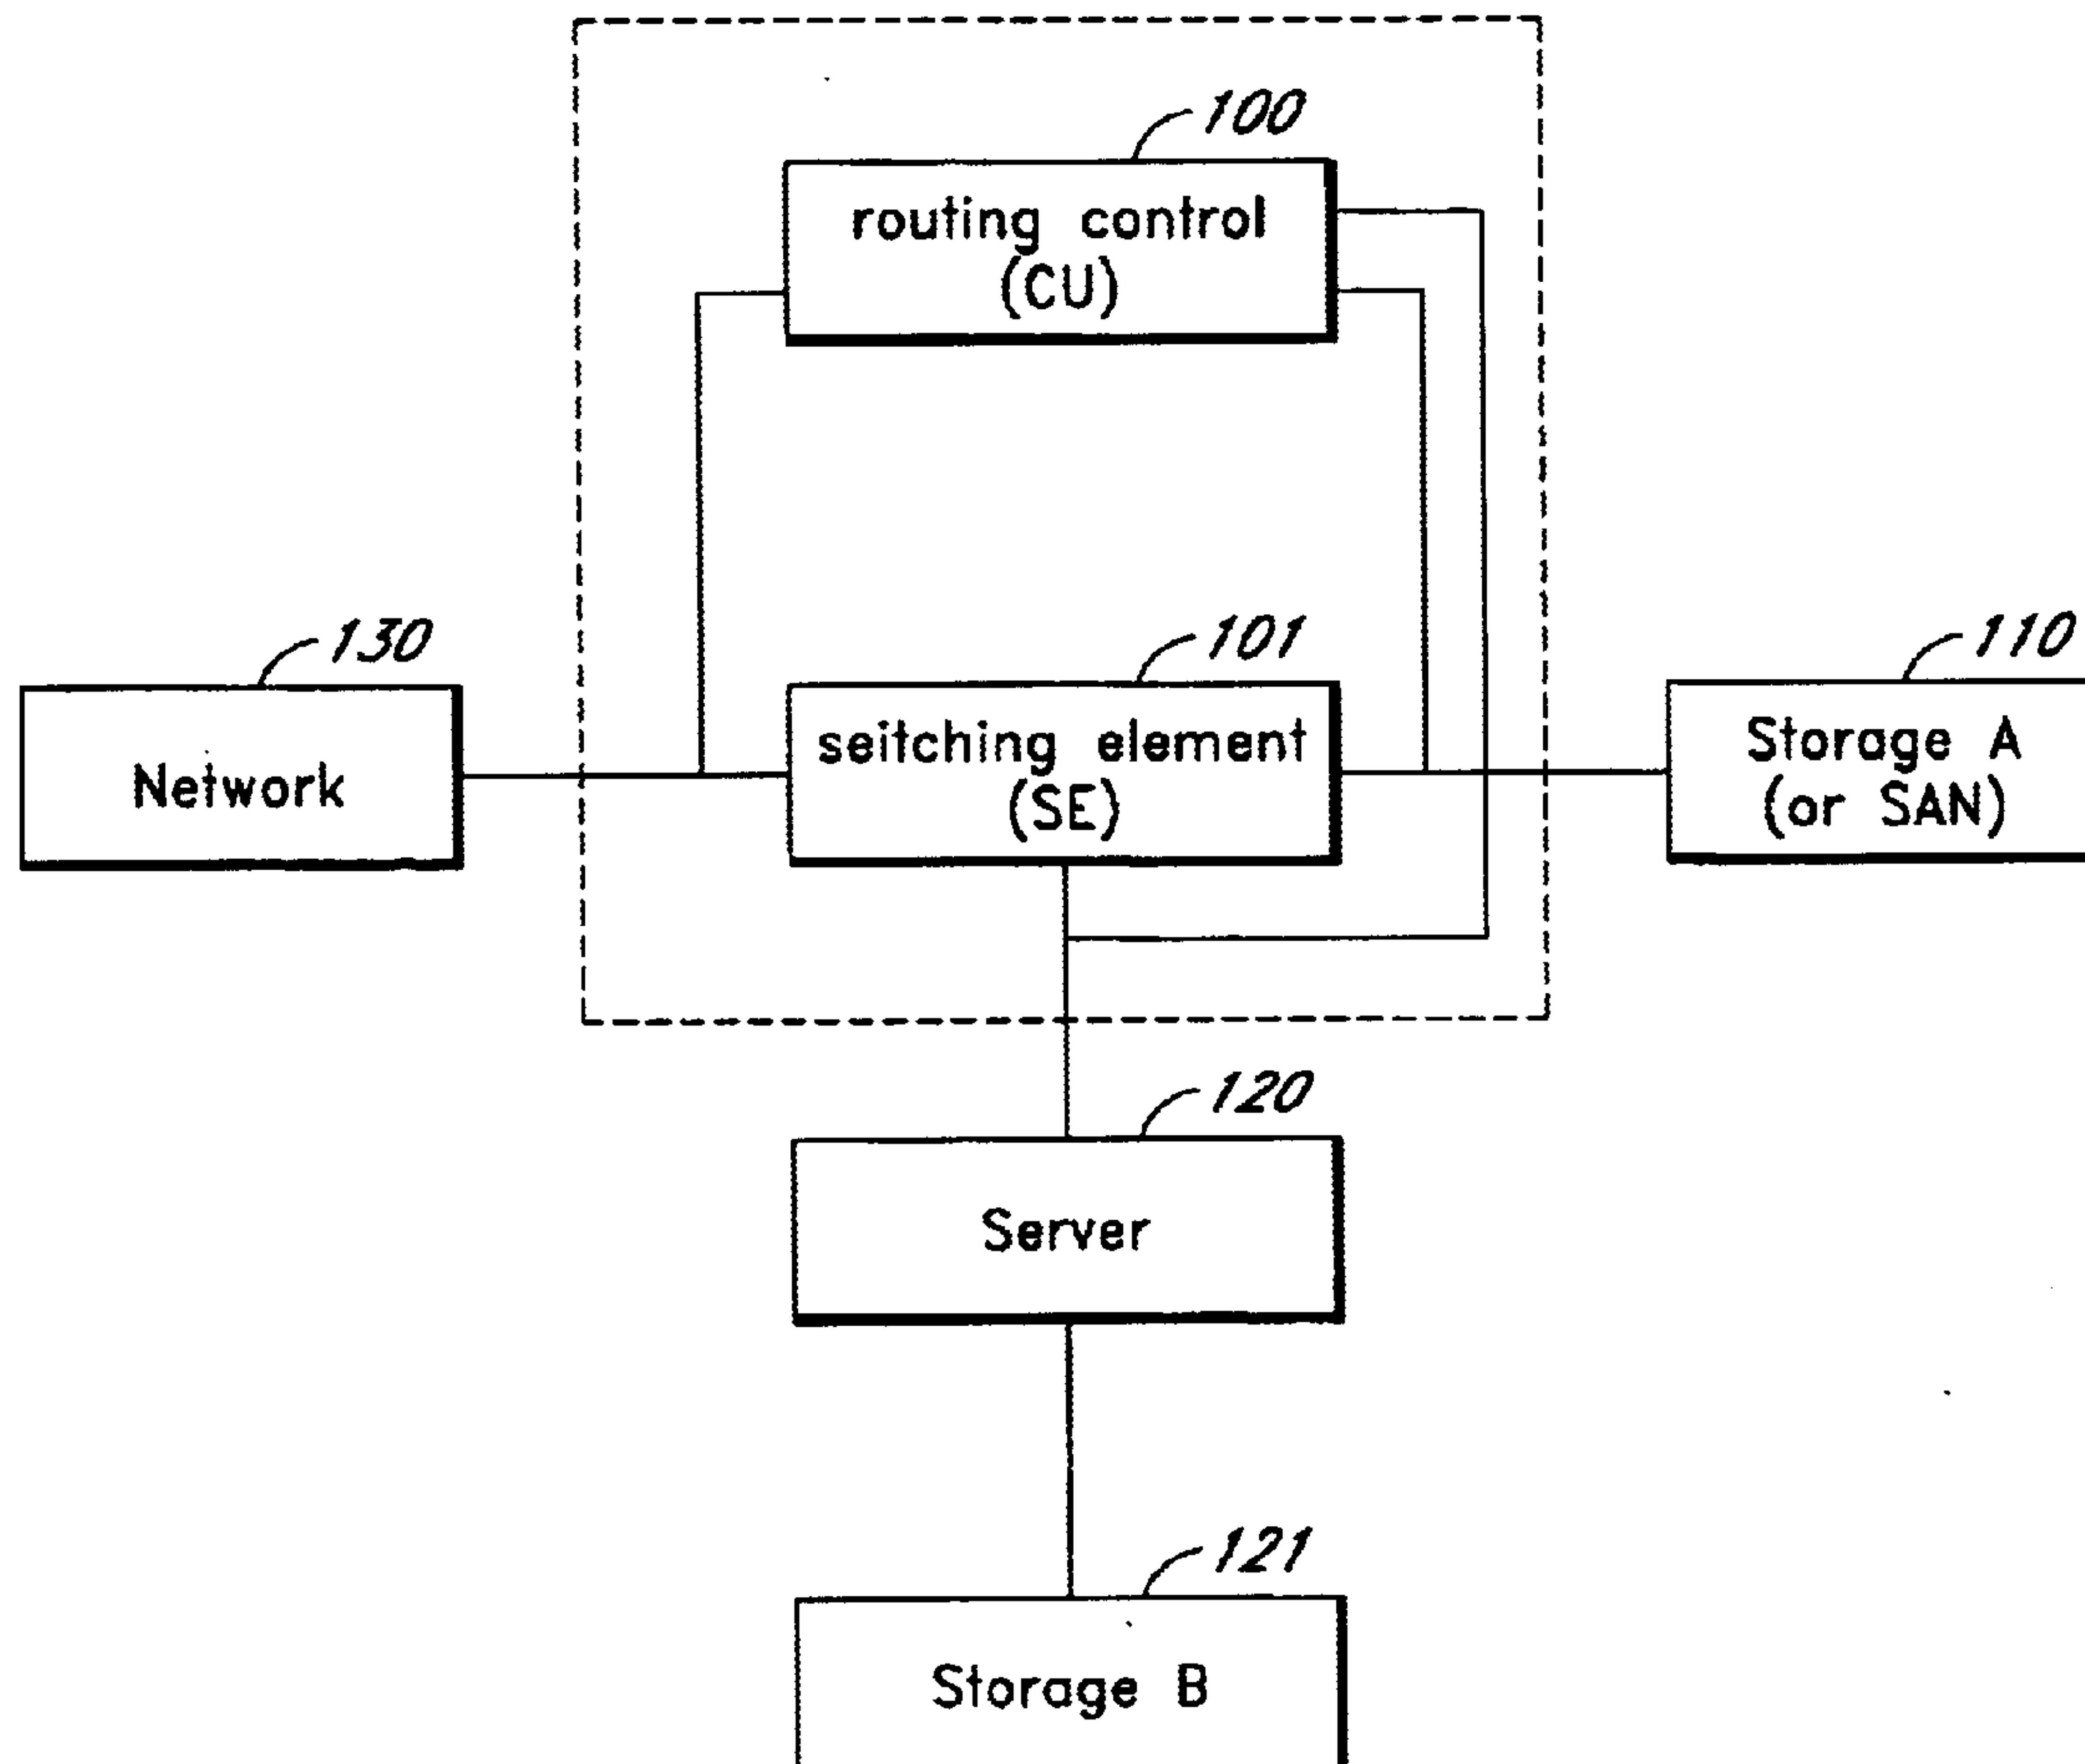 100
routing control
(CU)
130
101
110
Network
seitching element
(SE)
Storage A
(or SAN)
120
Server
121
Storage B